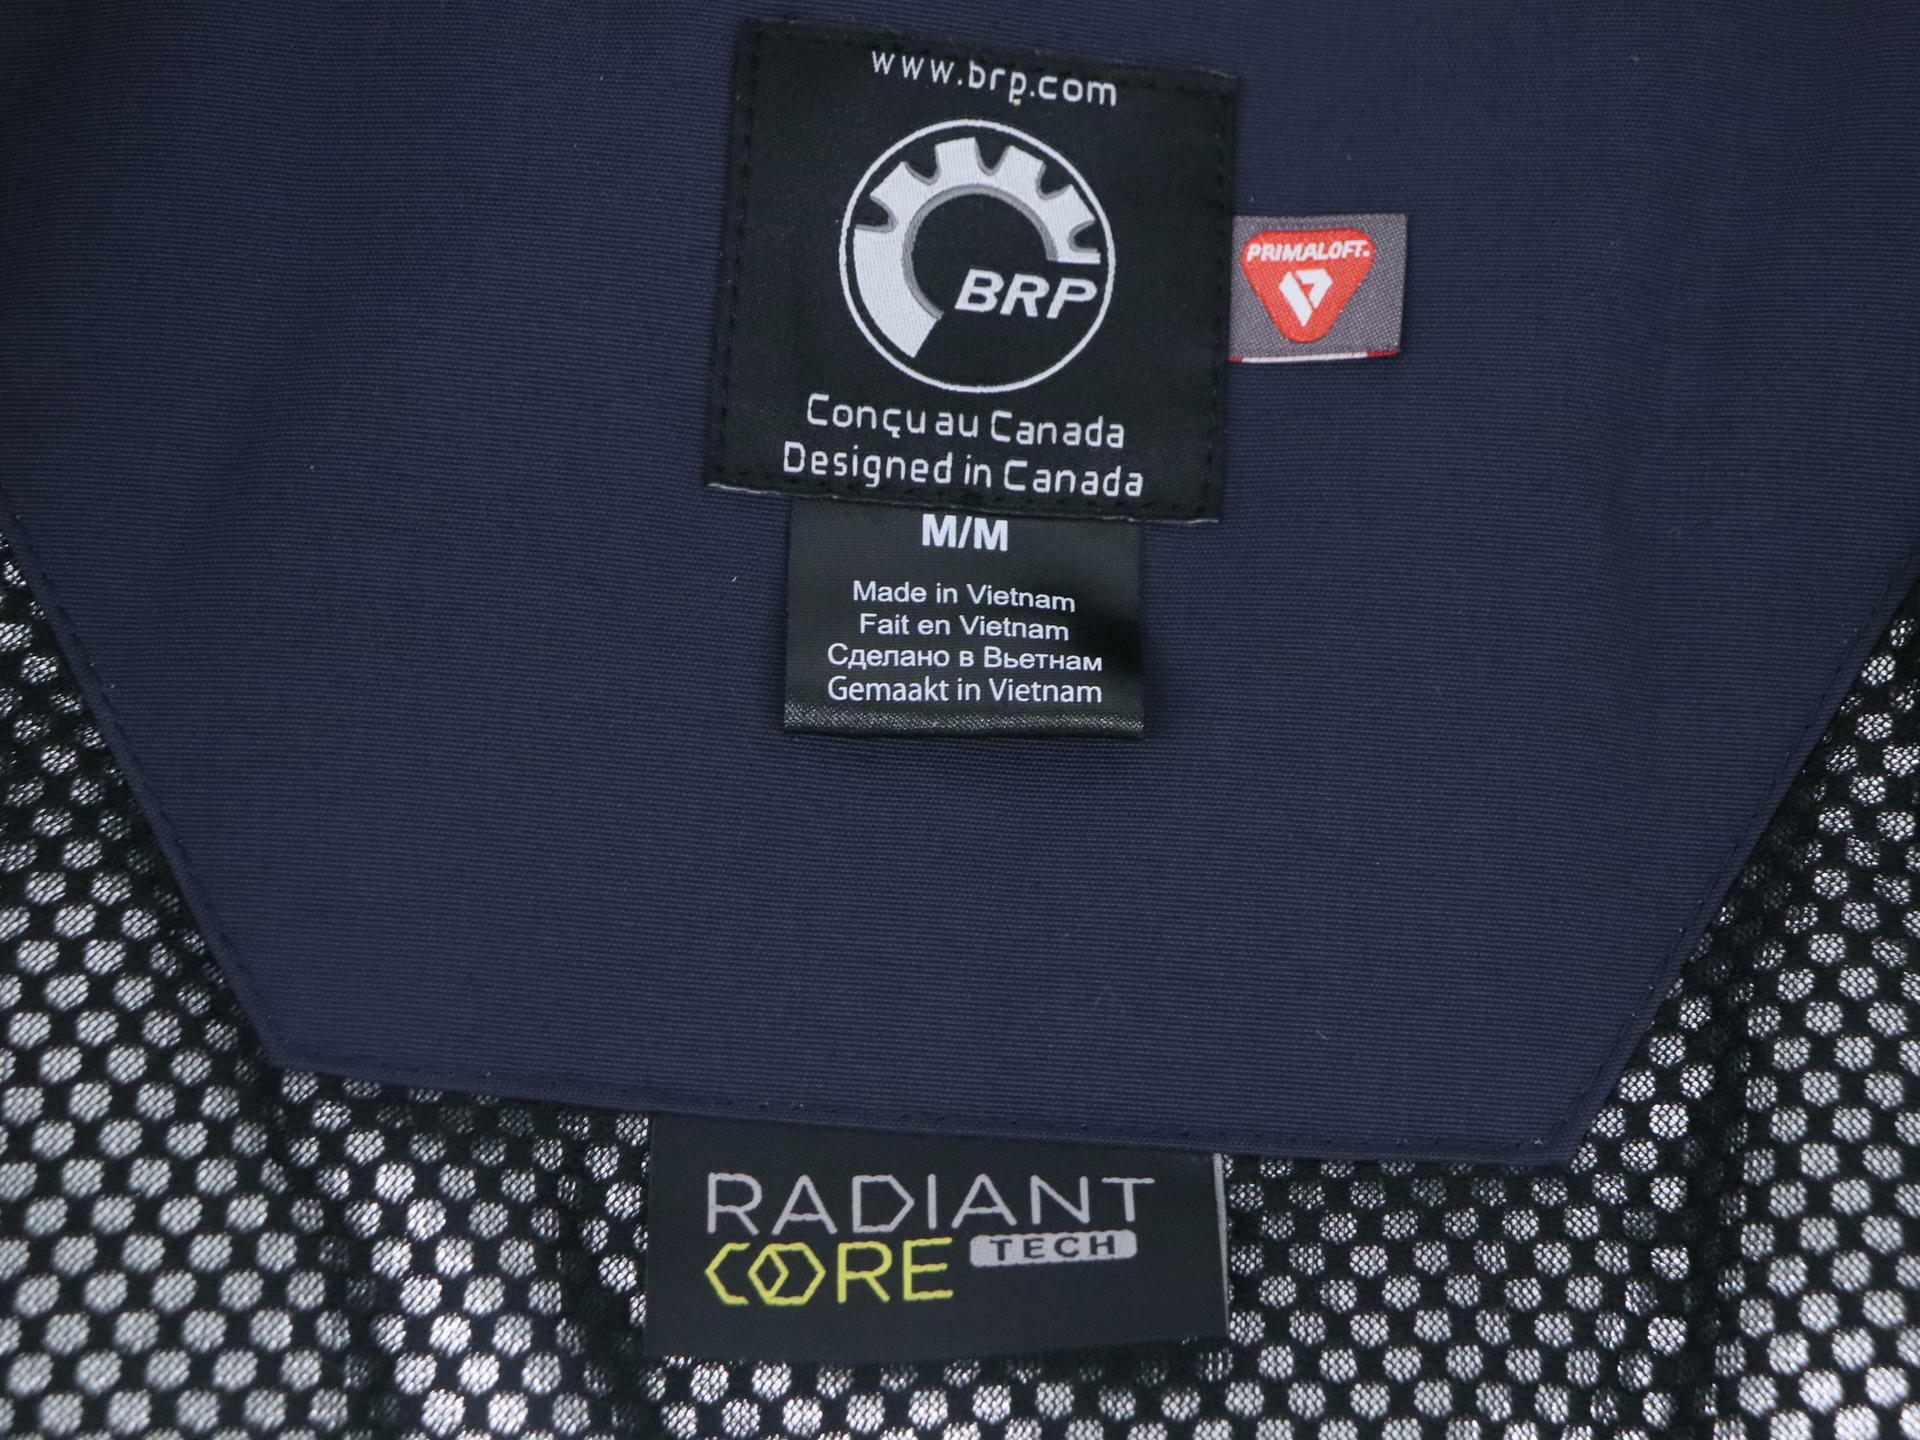 www.brp.com
BRP
PRIMALOFT.
Conçu au Canada
Designed in Canada
M/M
Made in Vietnam
Fait en Vietnam
Сделано в Вьетнам
Gemaakt in Vietnam
RADIANT
CORE TECH